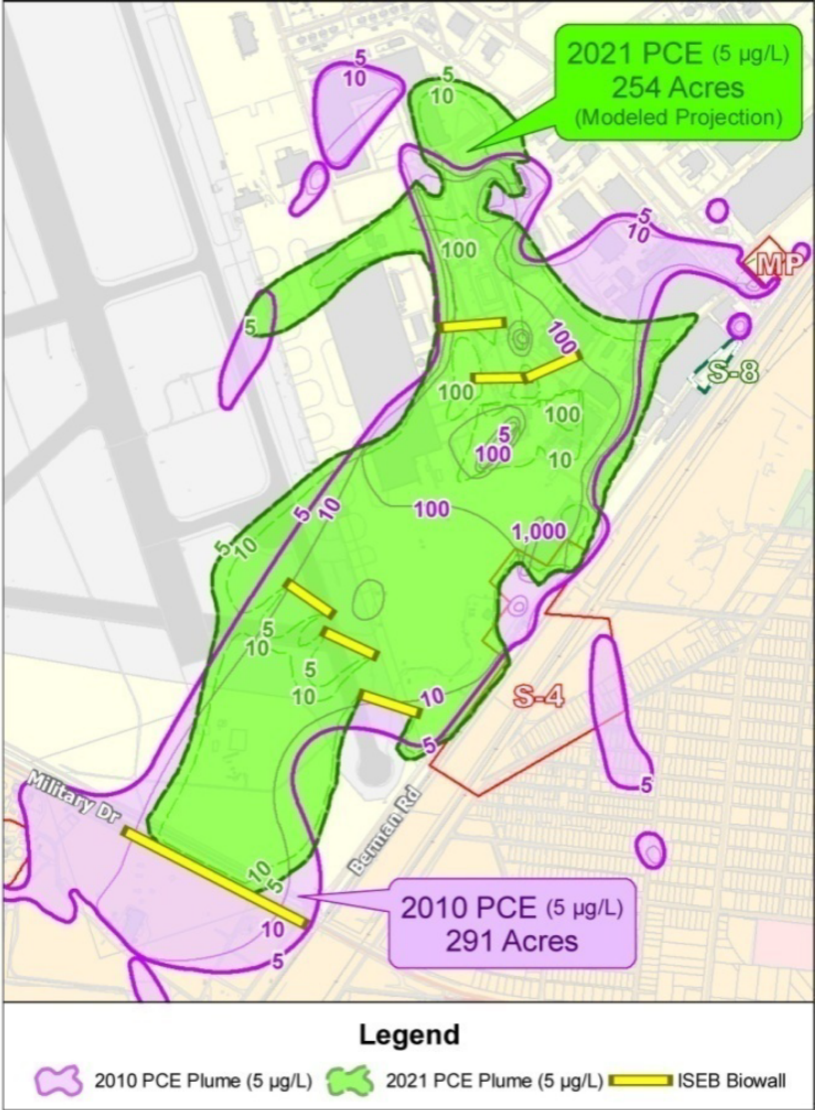 5
10
5
10
2021 PCE (5 µg/L)
254 Acres
(Modeled Projection)
5
10
MP
100
5
100
S-8
100
100
5
100
10
5
10
100
1,000
5
10
5
10
5
10
10
S-4
5
5
Military Dr
Berman Rd
10
5
10
5
2010 PCE (5 µg/L)
291 Acres
Legend
2010 PCE Plume (5 µg/L)
2021 PCE Plume (5 µg/L)
ISEB Biowall